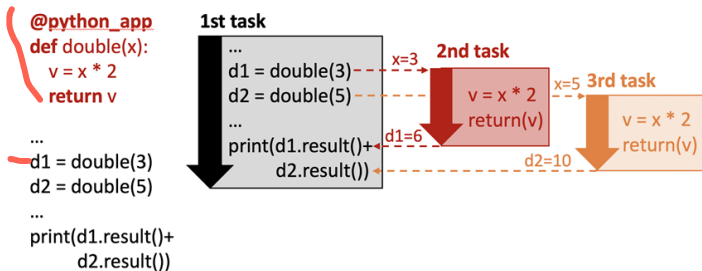 @python_app
def double(x):
v = x * 2
return v
...
d1 = double(3)
d2 = double(5)
...
print(d1.result()+
d2.result())
1st task
...
d1 = double(3)
d2 = double(5)
...
print(d1.result()+
d2.result())
x=3
2nd task
v = x * 2
return(v)
d1=6
x=5
3rd task
v = x * 2
return(v)
d2=10